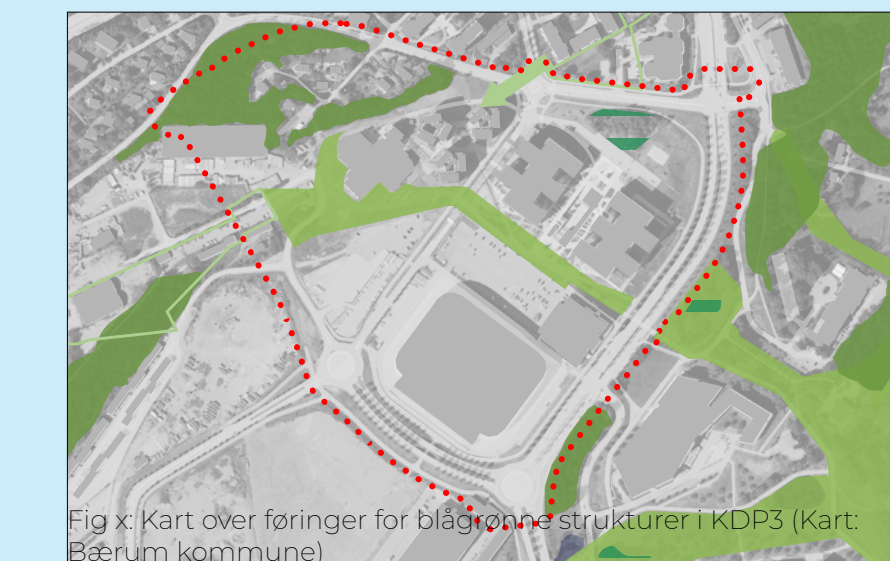 Fig x: Kart over føringer for blågrønne strukturer i KDP3 (Kart:
Bærum kommune)